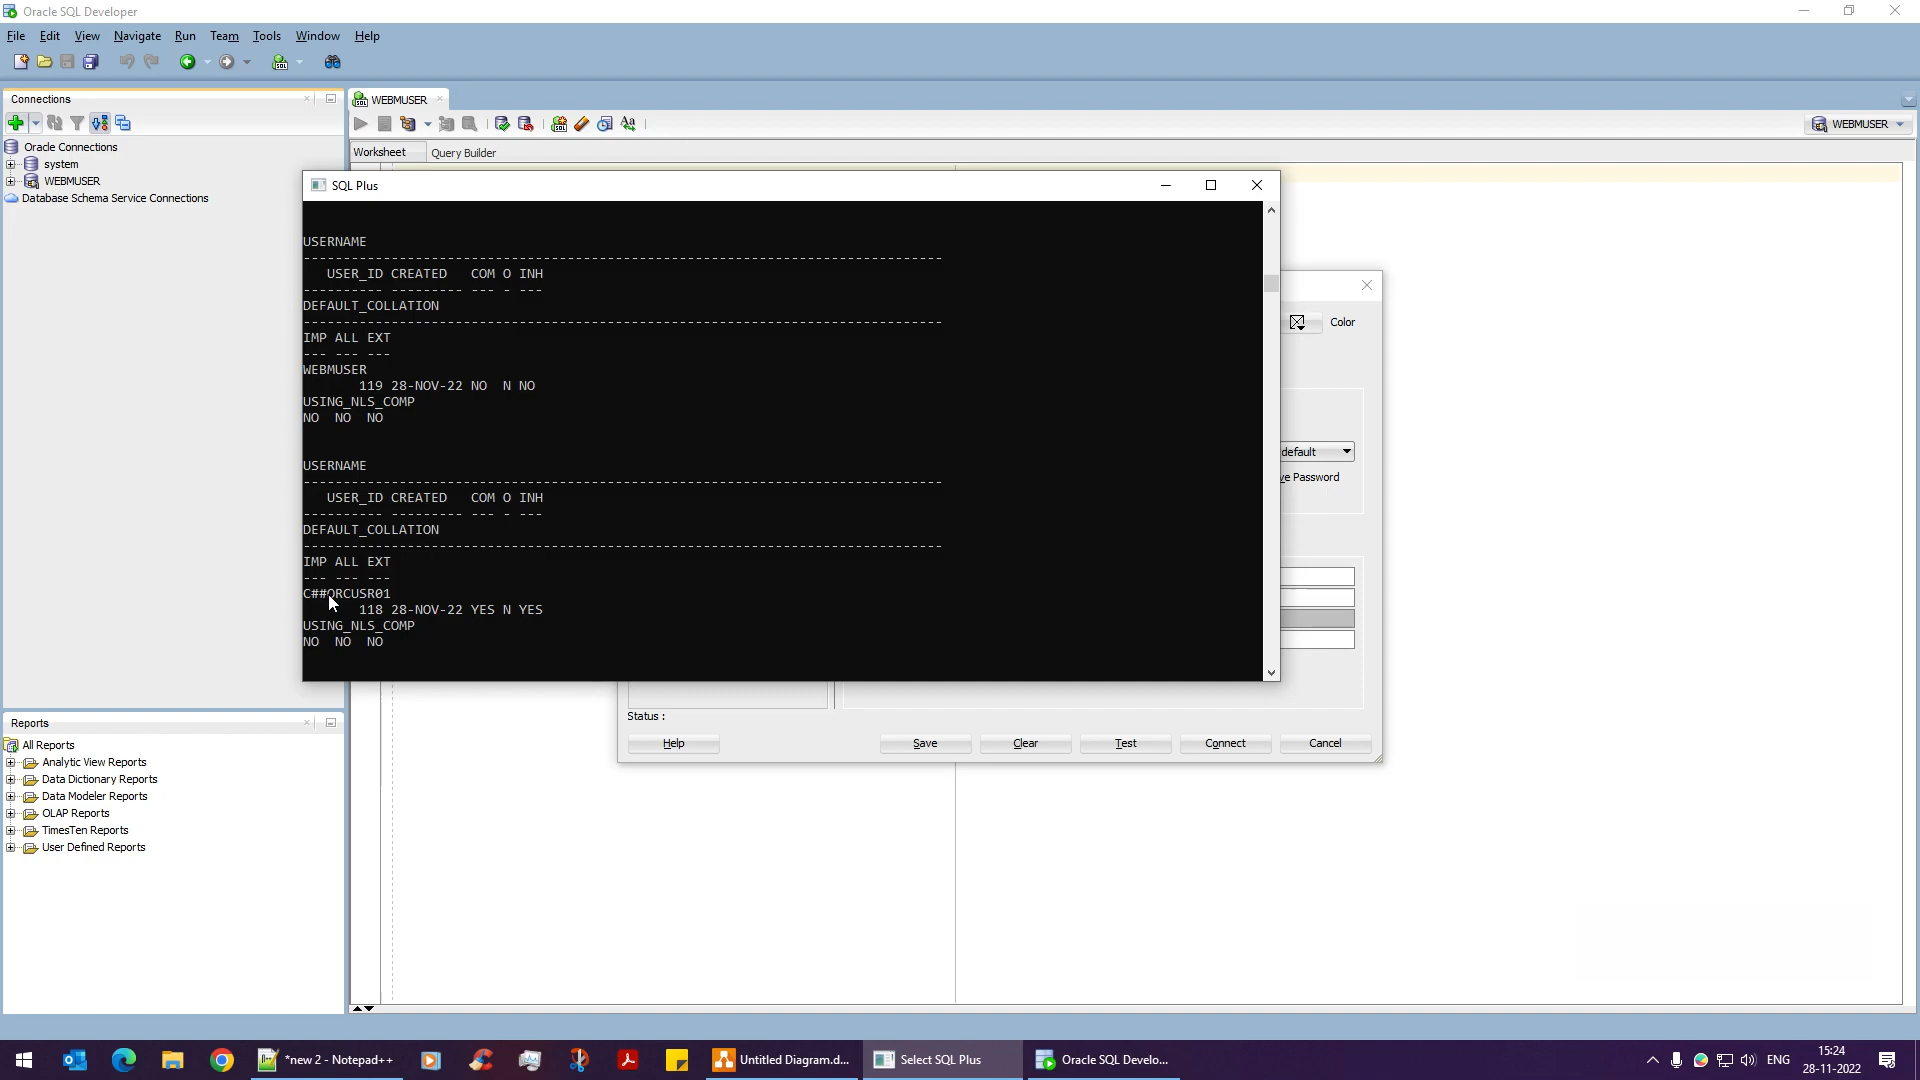 Oracle SQL Developer
File Edit View Navigate Run Team Tools Window Help
Connections
WEBMUSER
WEBMUSER
Worksheet Query Builder
Oracle Connections
system
WEBMUSER
Database Schema Service Connections
SQL Plus
USERNAME
--------------------------------------------------------------------------------
USER_ID CREATED COM O INH
---------- --------- --- - ---
DEFAULT_COLLATION
--------------------------------------------------------------------------------
IMP ALL EXT
--- --- ---
WEBMUSER
119 28-NOV-22 NO N NO
USING_NLS_COMP
NO NO NO
USERNAME
--------------------------------------------------------------------------------
USER_ID CREATED COM O INH
---------- --------- --- - ---
DEFAULT_COLLATION
--------------------------------------------------------------------------------
IMP ALL EXT
--- --- ---
C##ORCUSR01
118 28-NOV-22 YES N YES
USING_NLS_COMP
NO NO NO
Color
default
Password
Status :
Help Save Clear Test Connect Cancel
Reports
All Reports
Analytic View Reports
Data Dictionary Reports
Data Modeler Reports
OLAP Reports
TimesTen Reports
User Defined Reports
*new 2 - Notepad++
Untitled Diagram.d...
Select SQL Plus
Oracle SQL Develo...
ENG
15:24
28-11-2022